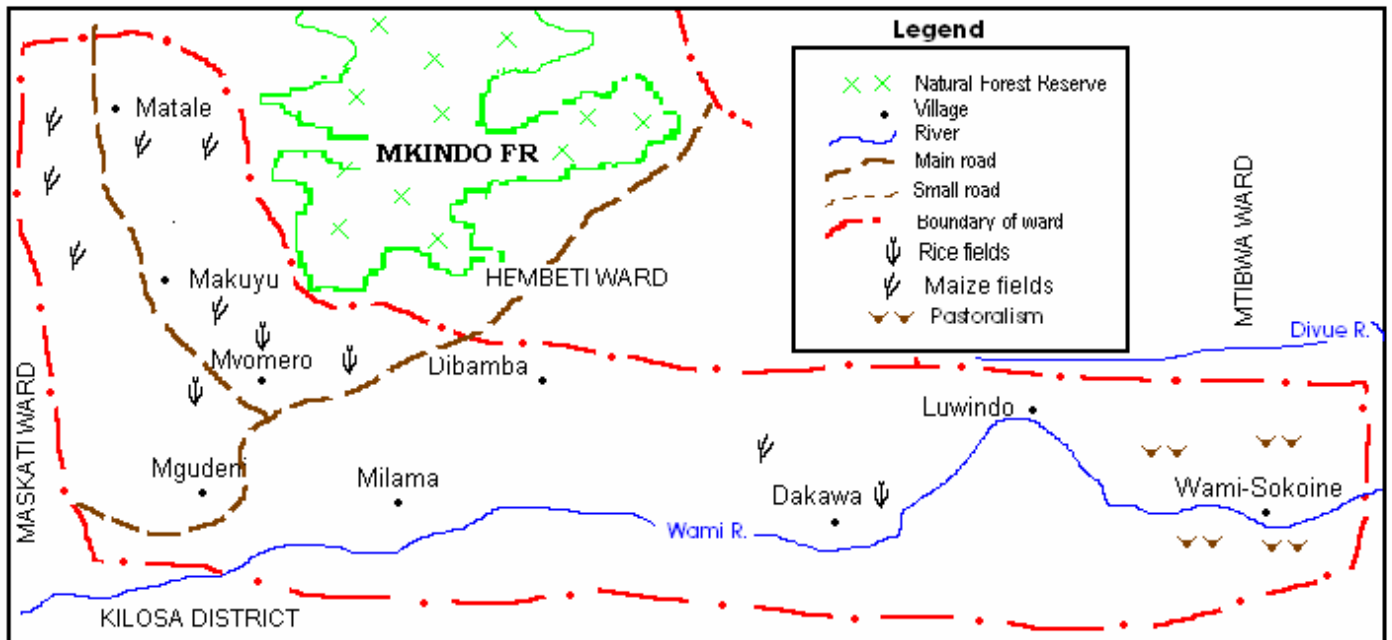 Legend
Natural Forest Reserve
Village
River
Main road
Small road
Boundary of ward
Rice fields
Maize fields
Pastoralism
Matale
MKINDO FR
MTIBWA WARD
Makuyu
HEMBETI WARD
Divue R.
Mvomero
Dibamba
MASKATI WARD
Luwindo
Mgudeni
Milama
Dakawa
Wami-Sokoine
Wami R.
KILOSA DISTRICT